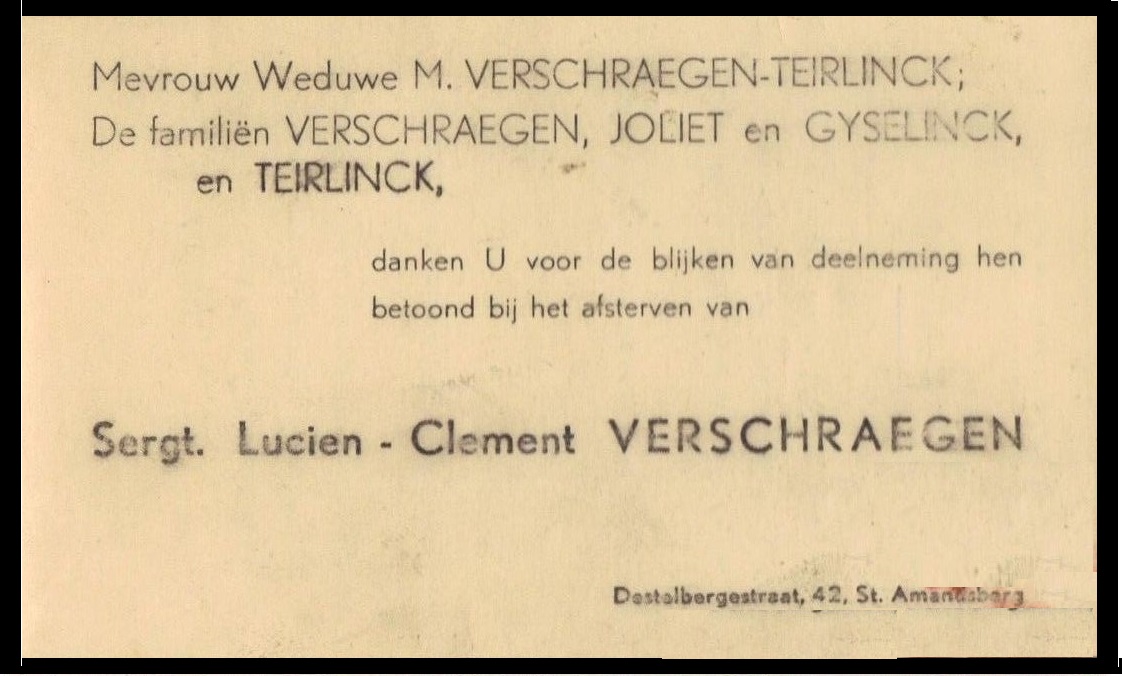 Mevrouw Weduwe M. VERSCHRAEGEN-TEIRLINCK;
De familiën VERSCHRAEGEN, JOLIET en GYSELINCK,
en TEIRLINCK,
danken U voor de blijken van deelneming hen
betoond bij het afsterven van
Sergt. Lucien - Clement VERSCHRAEGEN
Destelbergestraat, 42, St. Amandsberg